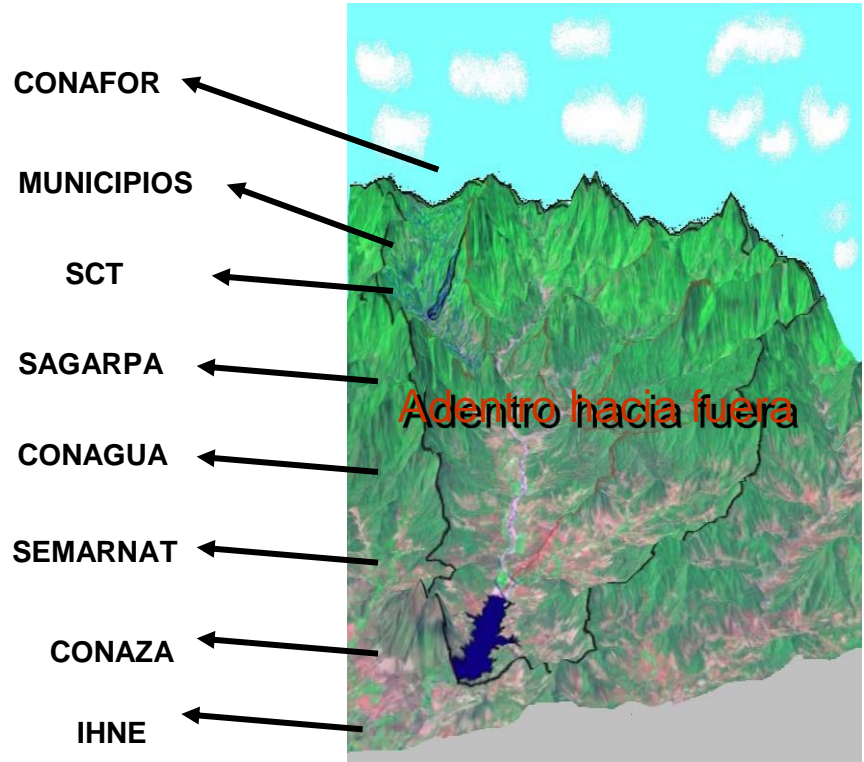 CONAFOR
MUNICIPIOS
SCT
SAGARPA
Adentro hacia fuera
CONAGUA
SEMARNAT
CONAZA
IHNE